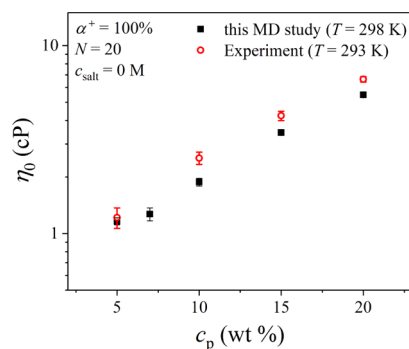 α⁺ = 100%
N = 20
c_salt = 0 M
this MD study (T = 298 K)
Experiment (T = 293 K)
10
1
η₀ (cP)
5 10 15 20
c_p (wt %)